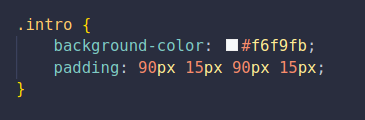 .intro {
    background-color: #f6f9fb;
    padding: 90px 15px 90px 15px;
}